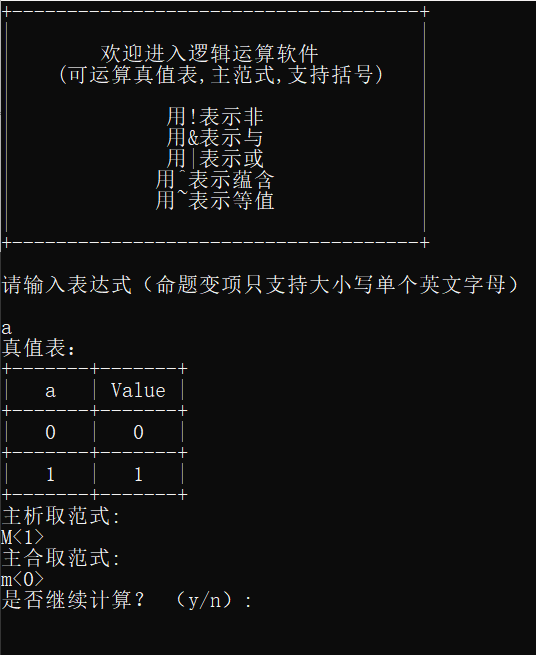 欢迎进入逻辑运算软件
(可运算真值表,主范式,支持括号)
用!表示非
用&表示与
用|表示或
用^表示蕴含
用~表示等值
请输入表达式（命题变项只支持大小写单个英文字母）
a
真值表:
a | Value
0 | 0
1 | 1
主析取范式:
M<1>
主合取范式:
m<0>
是否继续计算? （y/n）: